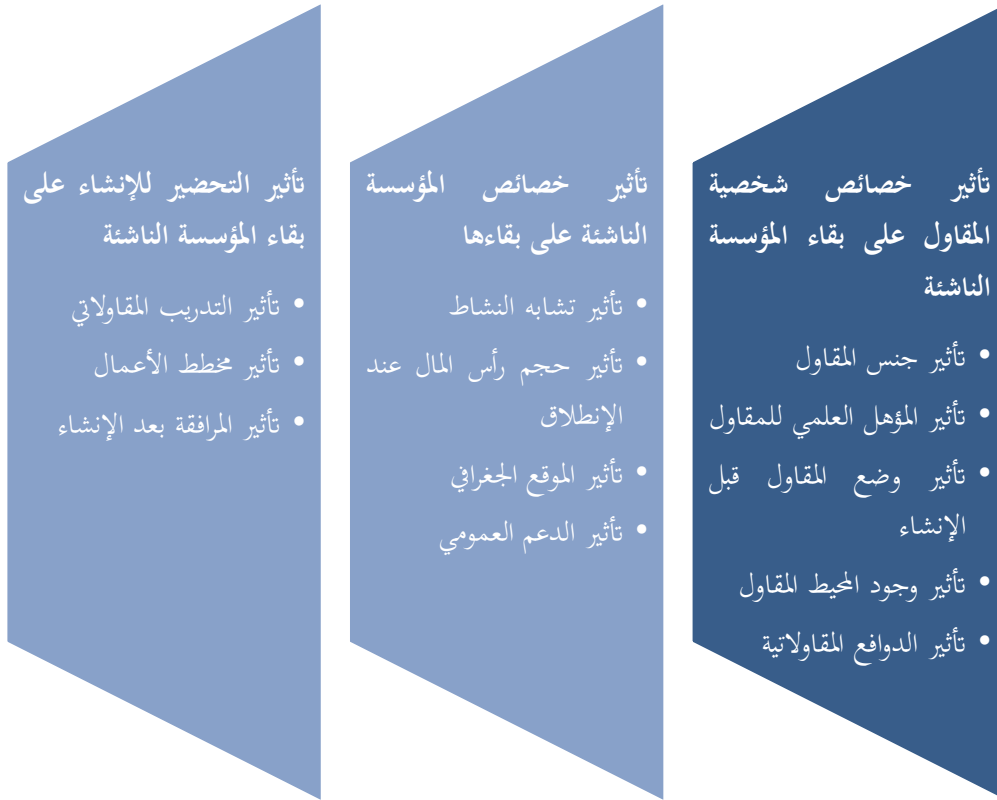 تأثير خصائص شخصية
المقاول على بقاء المؤسسة
الناشئة
• تأثير جنس المقاول
• تأثير المؤهل العلمي للمقاول
• تأثير وضع المقاول قبل
الإنشاء
• تأثير وجود المحيط المقاول
• تأثير الدوافع المقاولاتية
تأثير خصائص المؤسسة
الناشئة على بقاءها
• تأثير تشابه النشاط
• تأثير حجم رأس المال عند
الإنطلاق
• تأثير الموقع الجغرافي
• تأثير الدعم العمومي
تأثير التحضير للإنشاء على
بقاء المؤسسة الناشئة
• تأثير التدريب المقاولاتي
• تأثير مخطط الأعمال
• تأثير المرافقة بعد الإنشاء